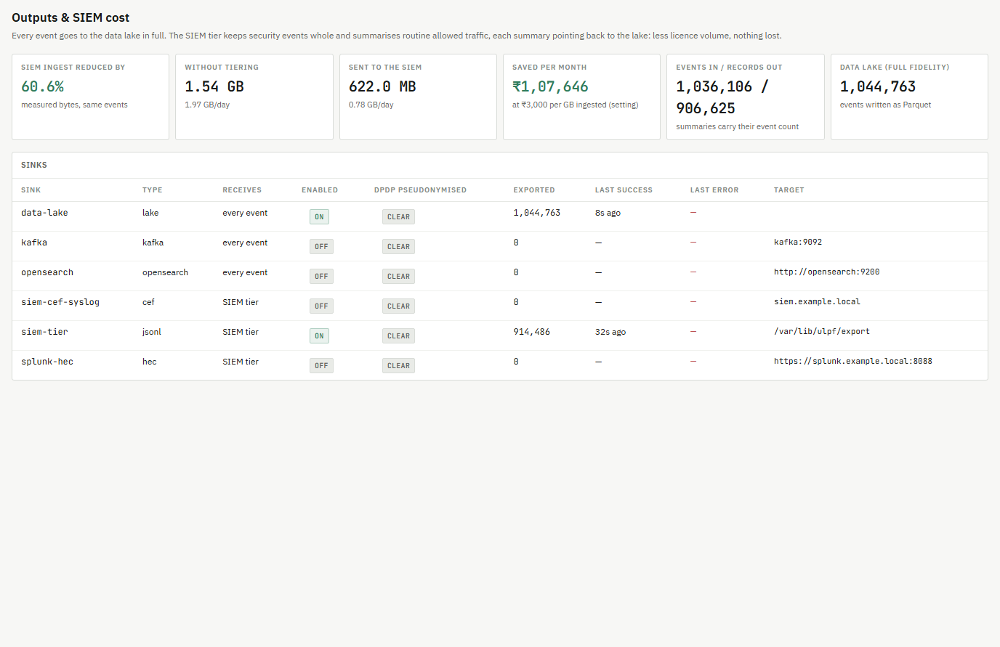 Outputs & SIEM cost
Every event goes to the data lake in full. The SIEM tier keeps security events whole and summarises routine allowed traffic, each summary pointing back to the lake: less licence volume, nothing lost.
SIEM INGEST REDUCED BY
60.6%
measured bytes, same events
WITHOUT TIERING
1.54 GB
1.97 GB/day
SENT TO THE SIEM
622.0 MB
0.78 GB/day
SAVED PER MONTH
₹1,07,646
at ₹3,000 per GB ingested (setting)
EVENTS IN / RECORDS OUT
1,036,106 /
906,625
summaries carry their event count
DATA LAKE (FULL FIDELITY)
1,044,763
events written as Parquet
SINKS
SINK TYPE RECEIVES ENABLED DPDP PSEUDONYMISED EXPORTED LAST SUCCESS LAST ERROR TARGET
data-lake lake every event ON CLEAR 1,044,763 8s ago —
kafka kafka every event OFF CLEAR 0 — — kafka:9092
opensearch opensearch every event OFF CLEAR 0 — — http://opensearch:9200
siem-cef-syslog cef SIEM tier OFF CLEAR 0 — — siem.example.local
siem-tier jsonl SIEM tier ON CLEAR 914,486 32s ago — /var/lib/ulpf/export
splunk-hec hec SIEM tier OFF CLEAR 0 — — https://splunk.example.local:8088